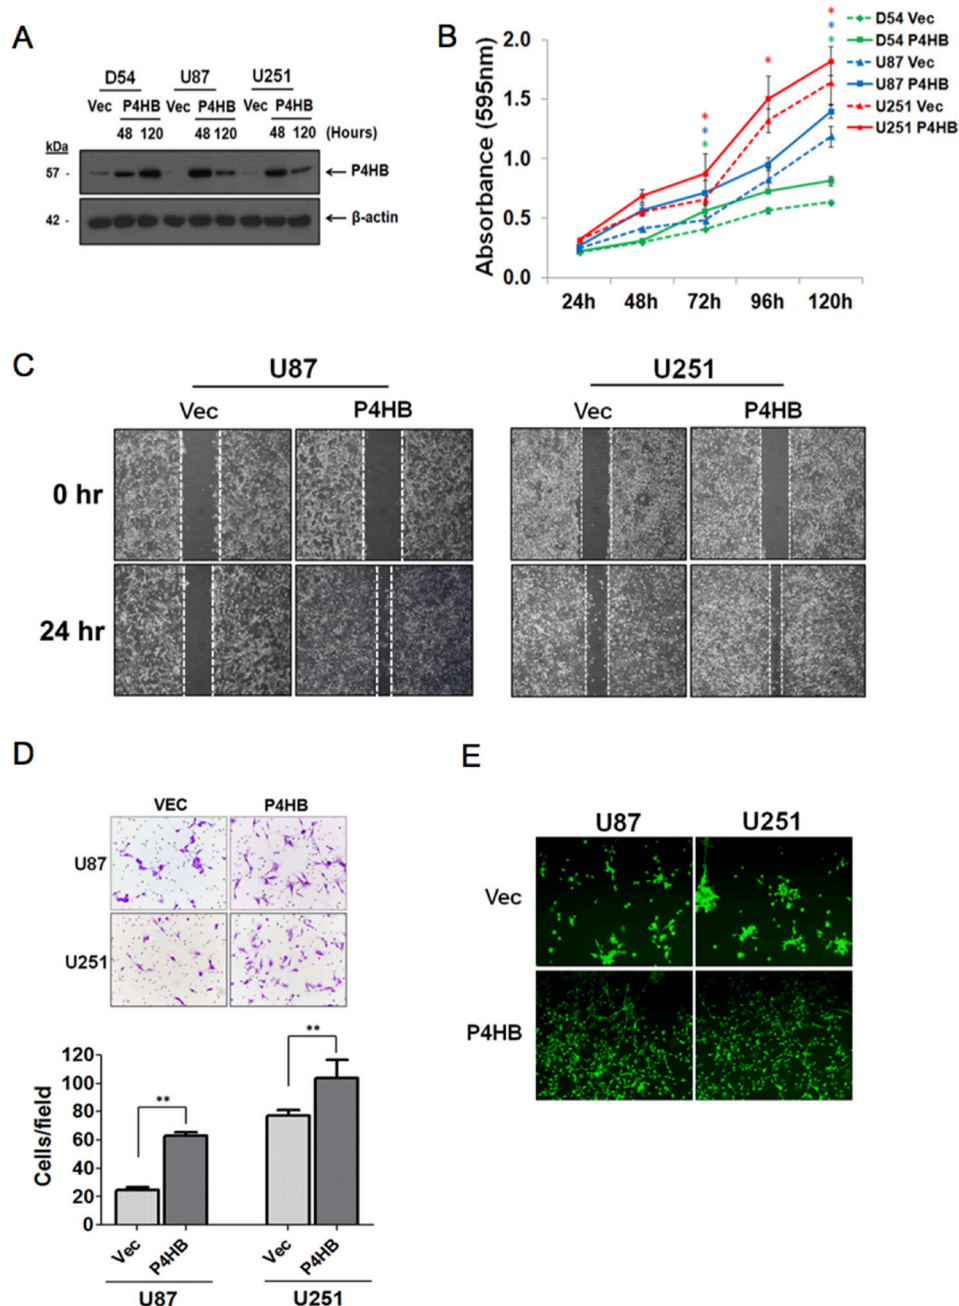 A
D54 U87 U251
Vec P4HB Vec P4HB Vec P4HB
48 120 48 120 48 120 (Hours)
kDa
57 - ← P4HB
42 - ← β-actin
B
Absorbance (595nm)
2.0
1.5
1.0
0.5
0.0
24h 48h 72h 96h 120h
* * * * * * *
D54 Vec
D54 P4HB
U87 Vec
U87 P4HB
U251 Vec
U251 P4HB
C
U87 U251
Vec P4HB Vec P4HB
0 hr
24 hr
D
VEC P4HB
U87
U251
Cells/field
120
100
80
60
40
20
0
** **
Vec P4HB Vec P4HB
U87 U251
E
U87 U251
Vec
P4HB